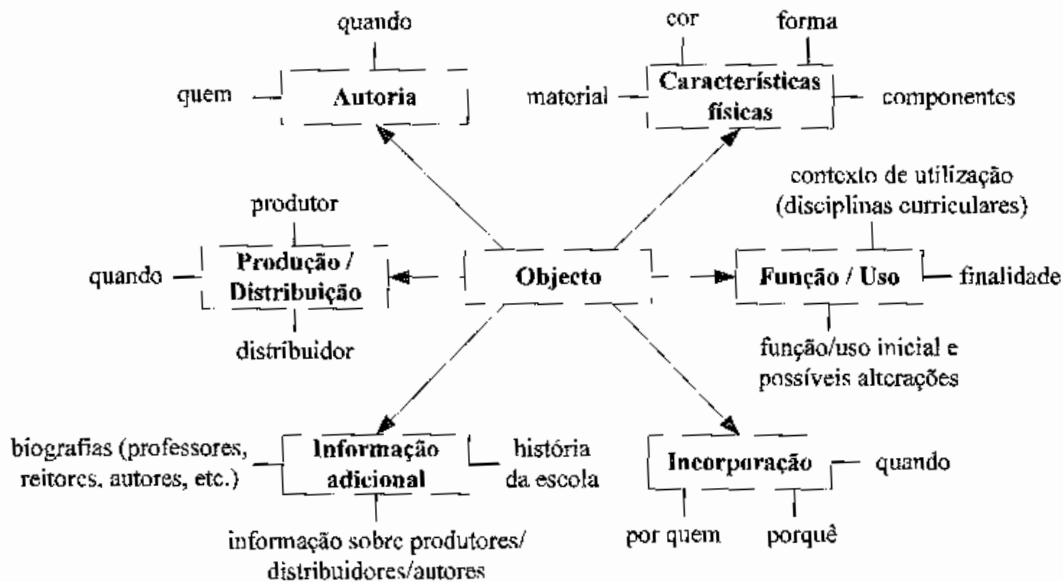 quando
quem
Autoria
cor
forma
material
Características
físicas
componentes
contexto de utilização
(disciplinas curriculares)
produtor
quando
Produção /
Distribuição
distribuidor
Objecto
Função / Uso
finalidade
função/uso inicial e
possíveis alterações
biografias (professores,
reitores, autores, etc.)
Informação
adicional
história
da escola
informação sobre produtores/
distribuidores/autores
Incorporação
quando
por quem
porquê